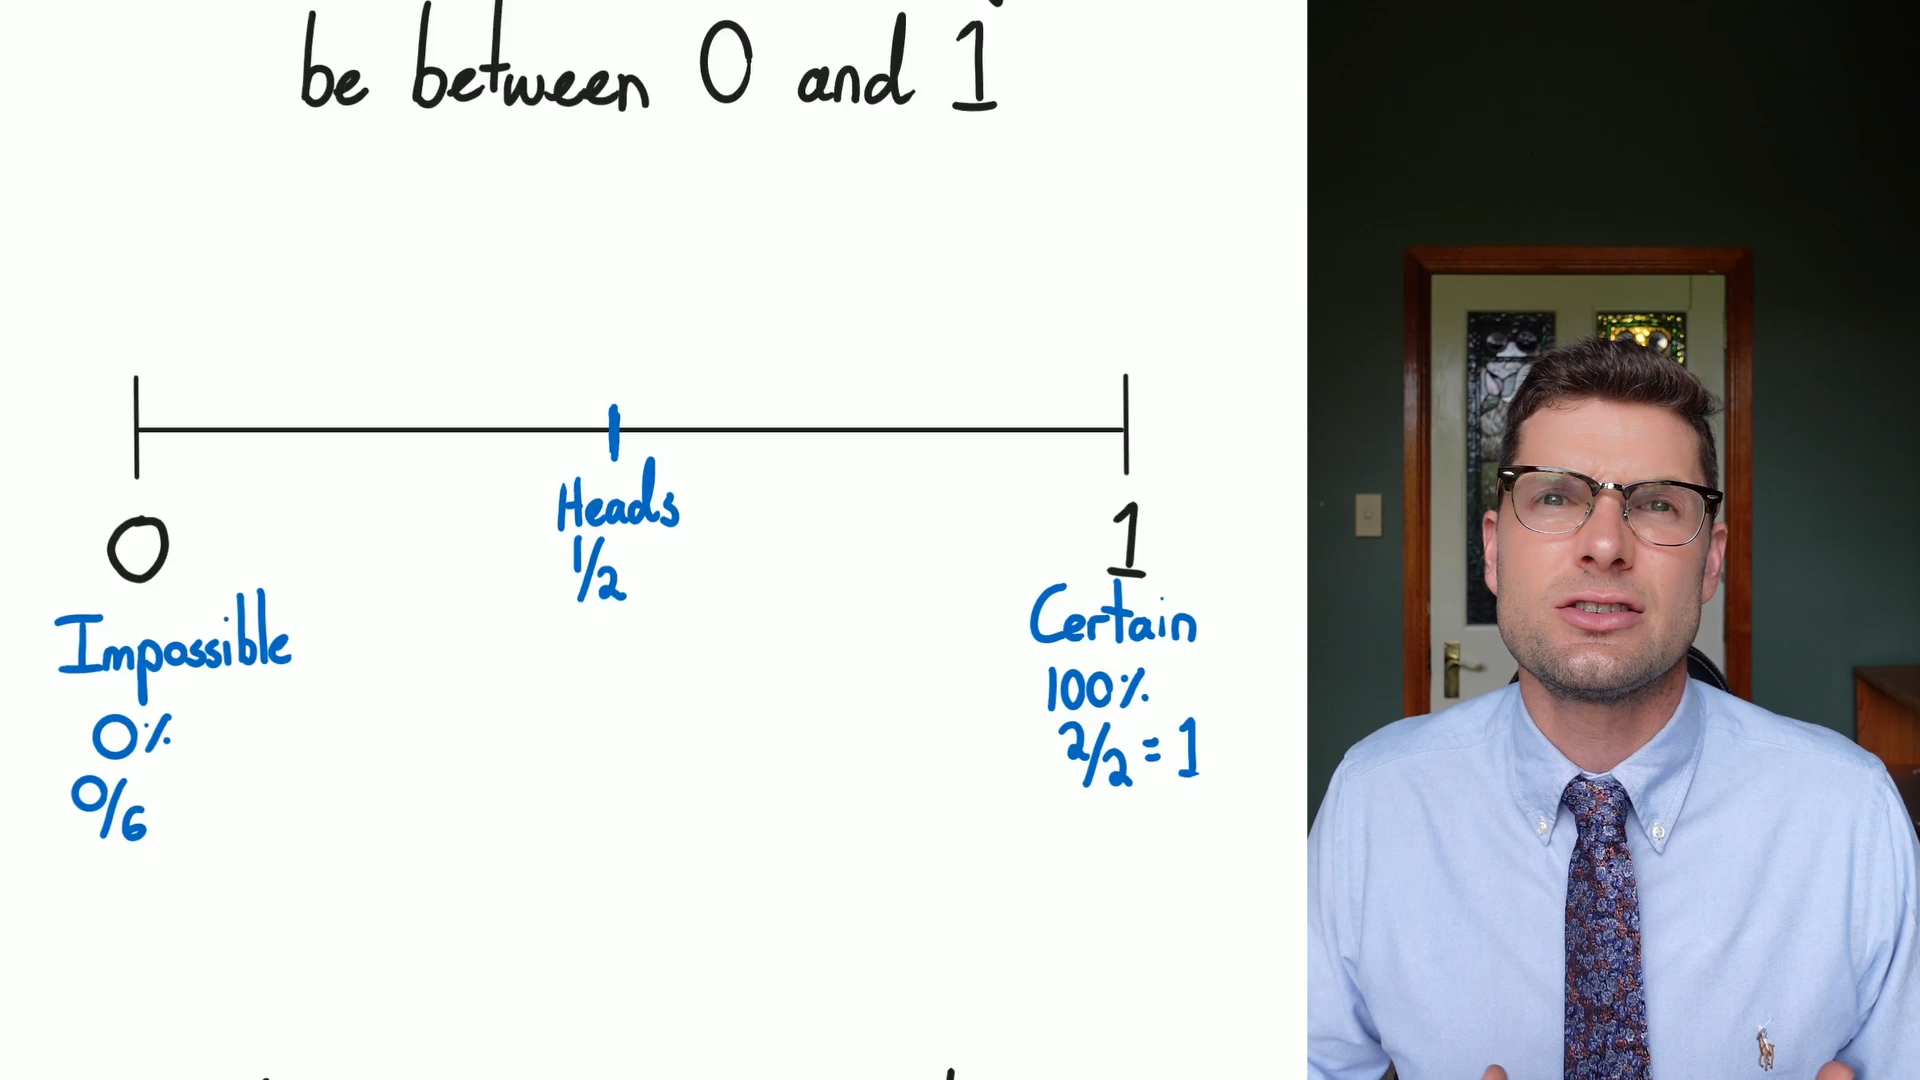 be between 0 and 1
Heads
1/2
0
1
Impossible
Certain
0%
100%
0/6
2/2 = 1